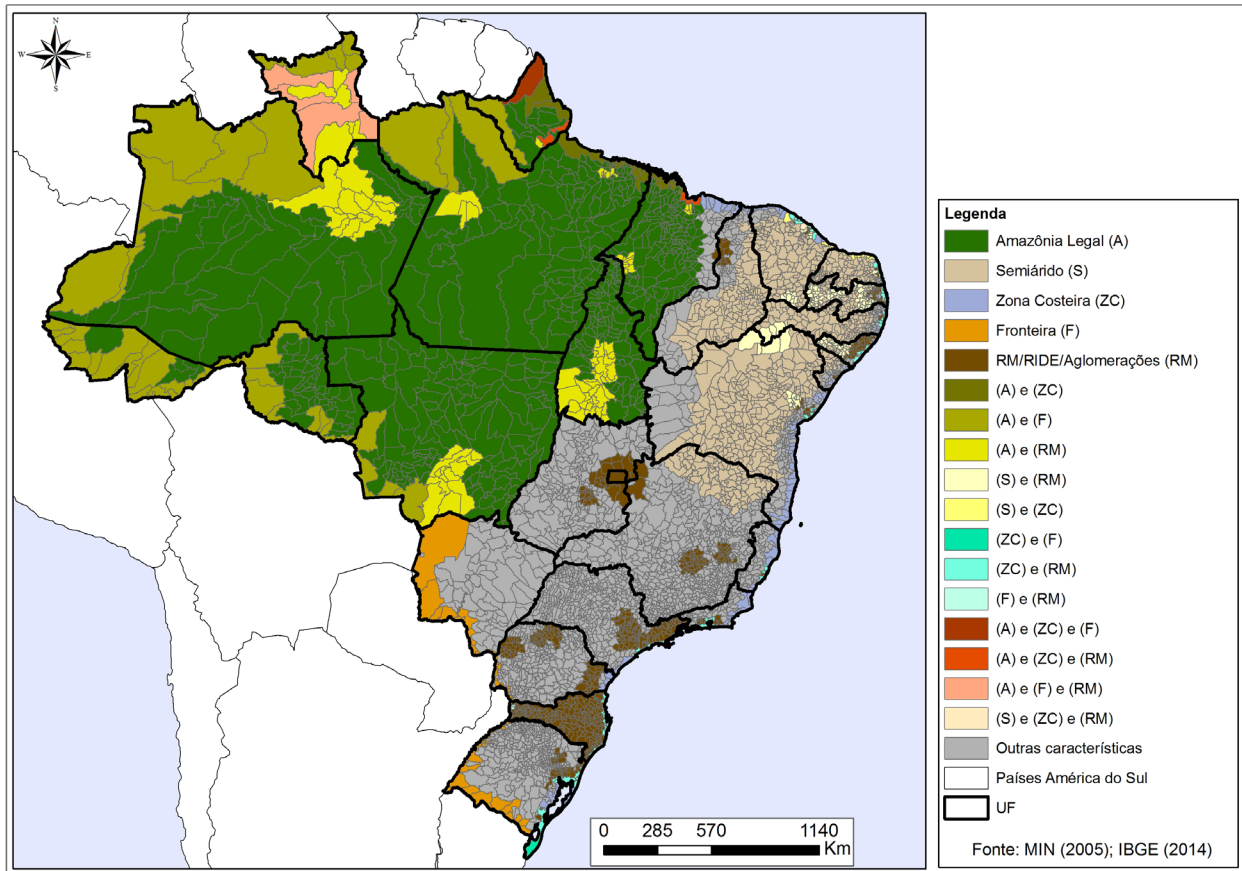 N
W
E
S
Legenda
Amazônia Legal (A)
Semiárido (S)
Zona Costeira (ZC)
Fronteira (F)
RM/RIDE/Aglomerações (RM)
(A) e (ZC)
(A) e (F)
(A) e (RM)
(S) e (RM)
(S) e (ZC)
(ZC) e (F)
(ZC) e (RM)
(F) e (RM)
(A) e (ZC) e (F)
(A) e (ZC) e (RM)
(A) e (F) e (RM)
(S) e (ZC) e (RM)
Outras característicias
Países América do Sul
UF
Fonte: MIN (2005); IBGE (2014)
0 285 570 1140
Km